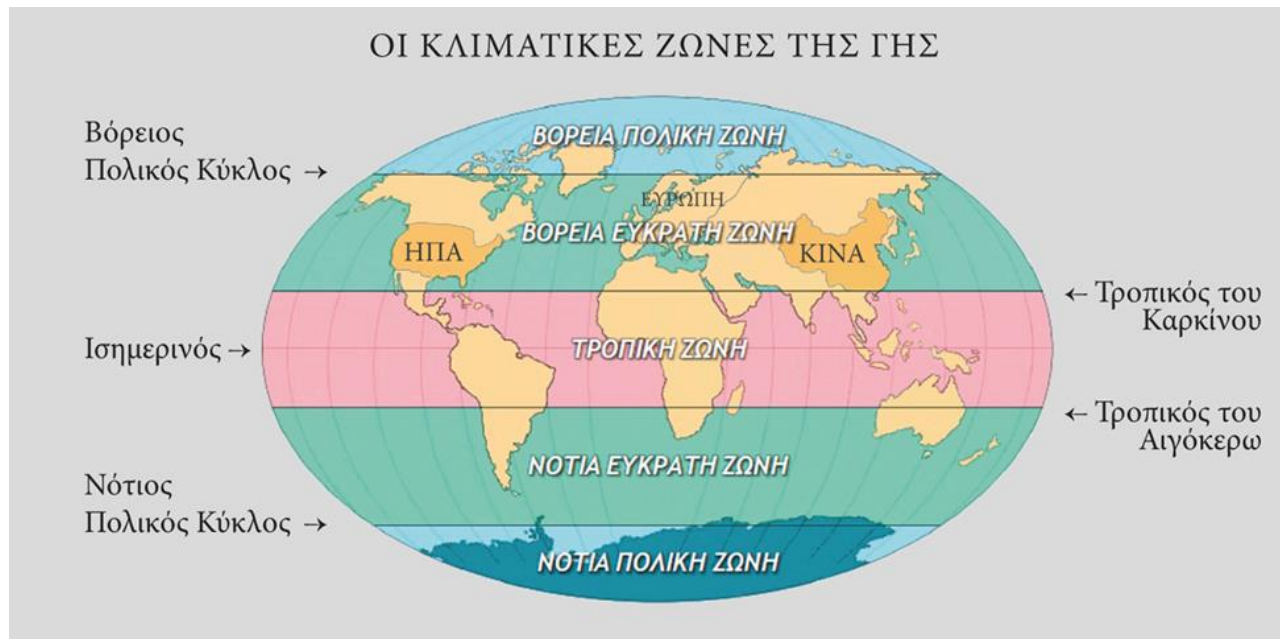 ΟΙ ΚΛΙΜΑΤΙΚΕΣ ΖΩΝΕΣ ΤΗΣ ΓΗΣ
Βόρειος
Πολικός Κύκλος →
ΒΟΡΕΙΑ ΠΟΛΙΚΗ ΖΩΝΗ
ΕΥΡΩΠΗ
ΒΟΡΕΙΑ ΕΥΚΡΑΤΗ ΖΩΝΗ
ΗΠΑ
ΚΙΝΑ
← Τροπικός του
Καρκίνου
Ισημερινός →
ΤΡΟΠΙΚΗ ΖΩΝΗ
← Τροπικός του
Αιγόκερω
ΝΟΤΙΑ ΕΥΚΡΑΤΗ ΖΩΝΗ
Νότιος
Πολικός Κύκλος →
ΝΟΤΙΑ ΠΟΛΙΚΗ ΖΩΝΗ